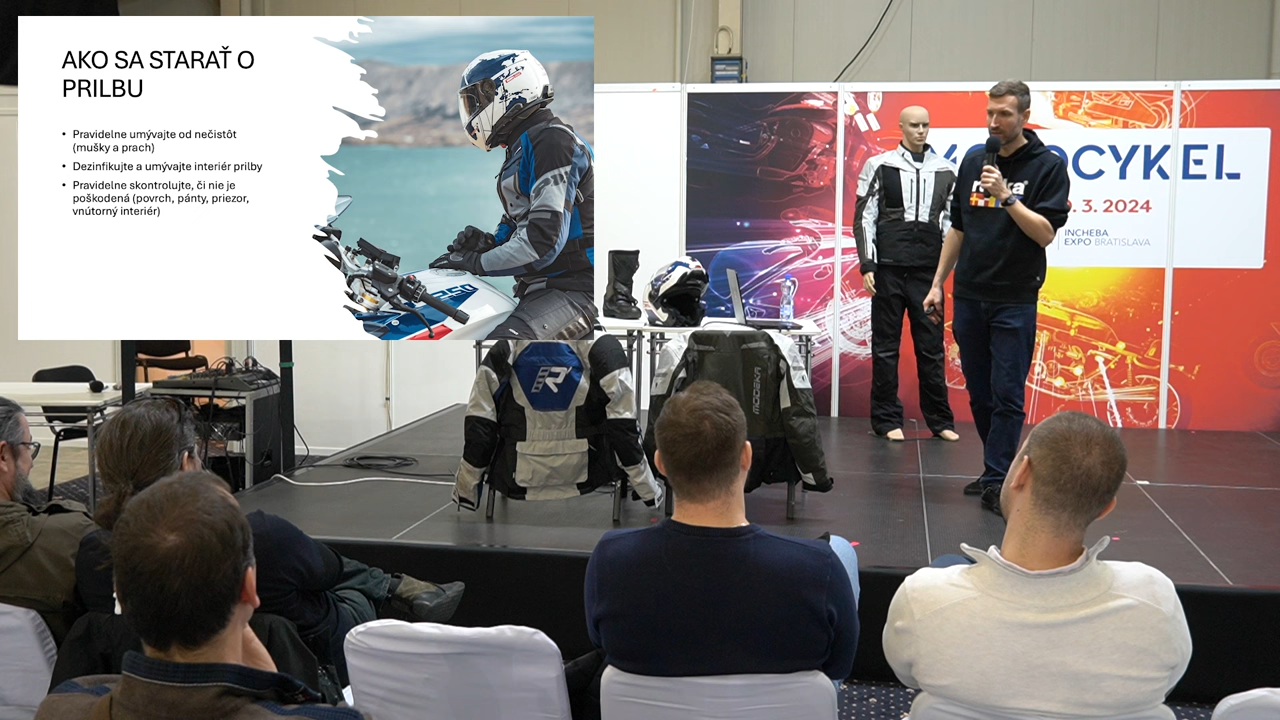 AKO SA STARAŤ O
PRILBU
• Pravidelne umývajte od nečistôt
(mušky a prach)
• Dezinfikujte a umývajte interiér prilby
• Pravidelne skontrolujte, či nie je
poškodená (povrch, pánty, priezor,
vnútorný interiér)
MOTOCYKEL
. 3. 2024
INCHEBA
EXPO BRATISLAVA
MODEKA
R